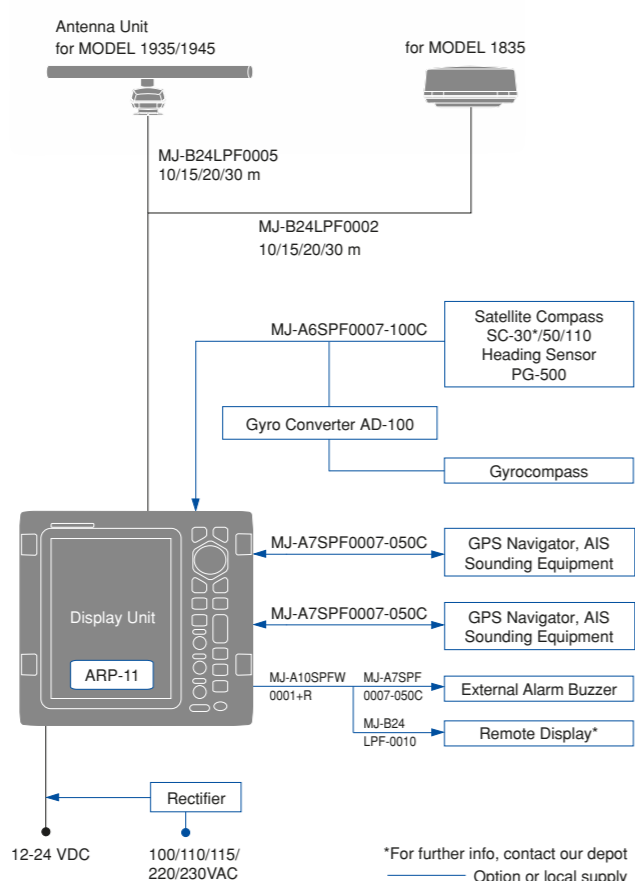 Antenna Unit
for MODEL 1935/1945
for MODEL 1835
MJ-B24LPF0005
10/15/20/30 m
MJ-B24LPF0002
10/15/20/30 m
MJ-A6SPF0007-100C
Satellite Compass
SC-30*/50/110
Heading Sensor
PG-500
Gyro Converter AD-100
Gyrocompass
MJ-A7SPF0007-050C
GPS Navigator, AIS
Sounding Equipment
Display Unit
MJ-A7SPF0007-050C
GPS Navigator, AIS
Sounding Equipment
ARP-11
MJ-A10SPFW
0001+R
MJ-A7SPF
0007-050C
External Alarm Buzzer
MJ-B24
LPF-0010
Remote Display*
Rectifier
12-24 VDC
100/110/115/
220/230VAC
*For further info, contact our depot
Option or local supply